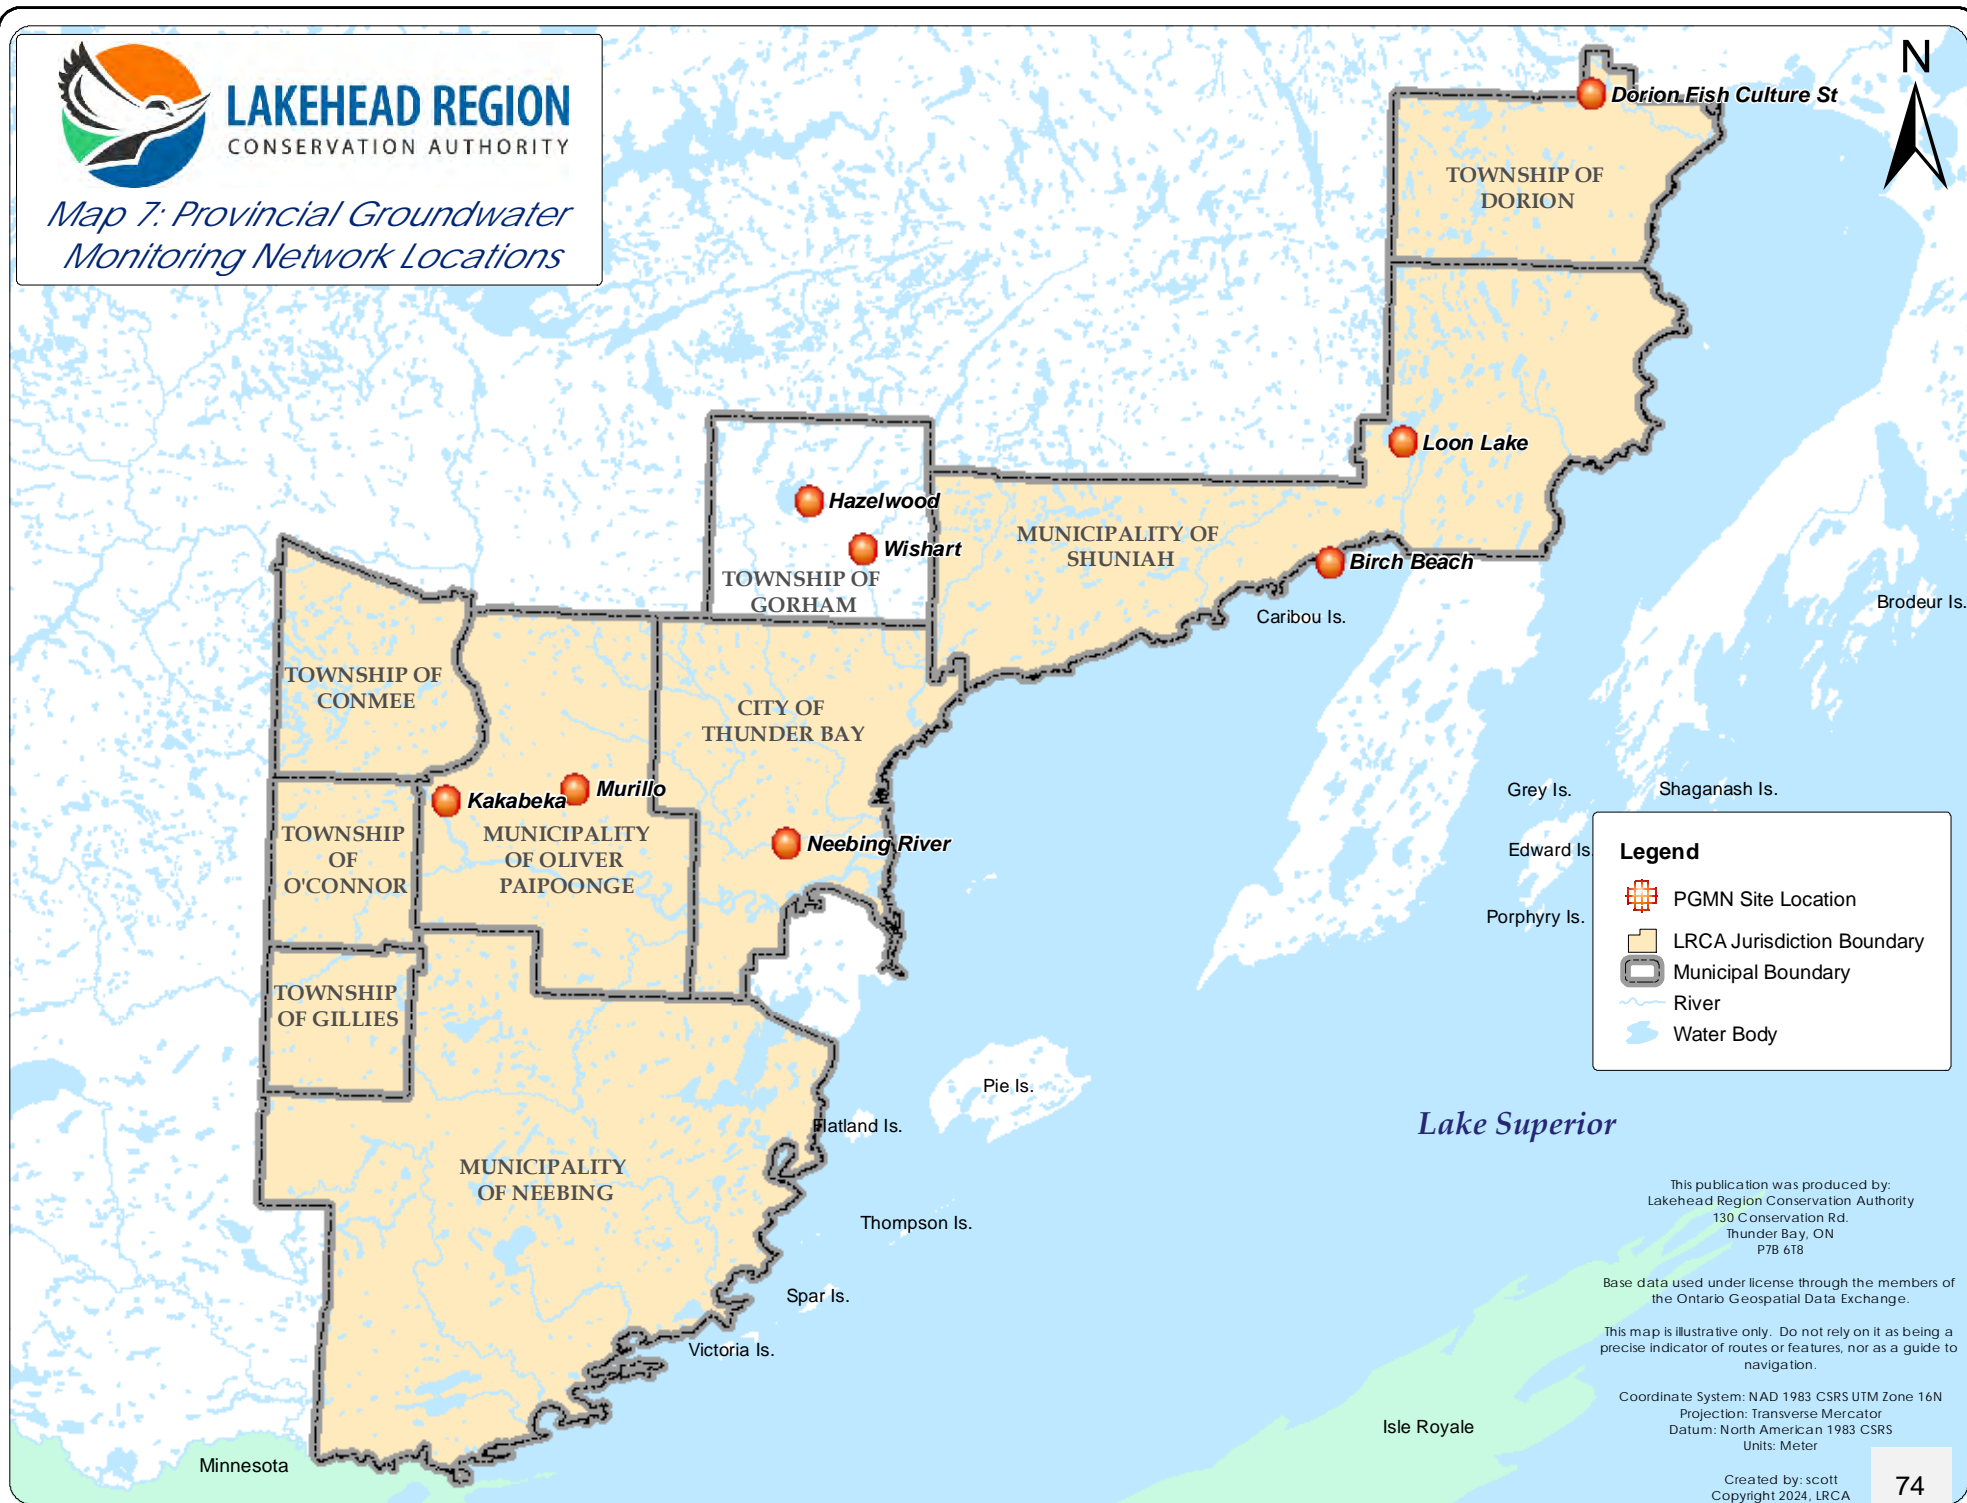 LAKEHEAD REGION
CONSERVATION AUTHORITY
Map 7: Provincial Groundwater
Monitoring Network Locations
N
Dorion Fish Culture St
TOWNSHIP OF
DORION
Loon Lake
Hazelwood
Wishart
TOWNSHIP OF
GORHAM
MUNICIPALITY OF
SHUNIAH
Birch Beach
Caribou Is.
Brodeur Is.
TOWNSHIP OF
CONMEE
CITY OF
THUNDER BAY
Kakabeka
Murillo
TOWNSHIP
OF
O'CONNOR
MUNICIPALITY
OF OLIVER
PAIPOONGE
Neebing River
Grey Is.
Shaganash Is.
Edward Is.
Porphyry Is.
Legend
PGMN Site Location
LRCA Jurisdiction Boundary
Municipal Boundary
River
Water Body
TOWNSHIP
OF GILLIES
Pie Is.
Flatland Is.
Lake Superior
MUNICIPALITY
OF NEEBING
Thompson Is.
Spar Is.
Victoria Is.
Isle Royale
Minnesota
This publication was produced by:
Lakehead Region Conservation Authority
130 Conservation Rd.
Thunder Bay, ON
P7B 6T8
Base data used under license through the members of
the Ontario Geospatial Data Exchange.
This map is illustrative only. Do not rely on it as being a
precise indicator of routes or features, nor as a guide to
navigation.
Coordinate System: NAD 1983 CSRS UTM Zone 16N
Projection: Transverse Mercator
Datum: North American 1983 CSRS
Units: Meter
Created by: scott
Copyright 2024, LRCA
74